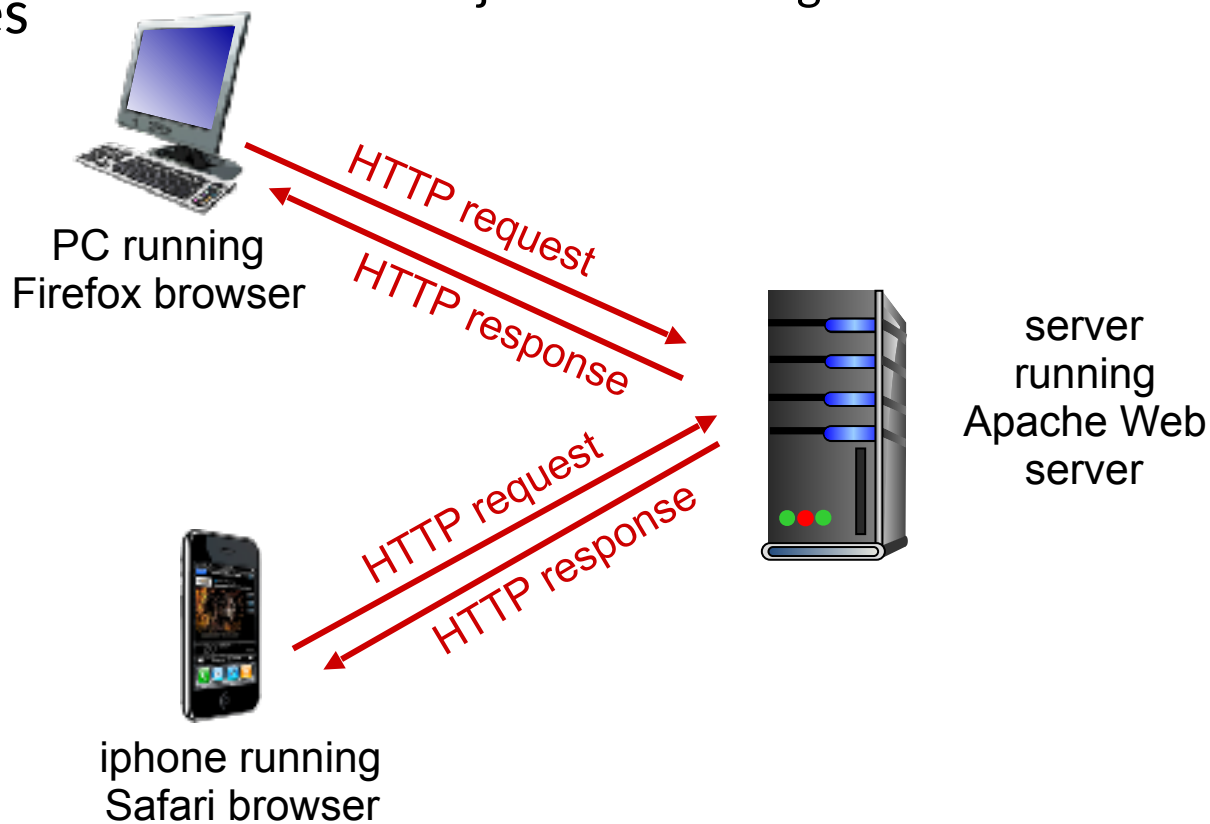 HTTP request
HTTP response
PC running
Firefox browser
server
running
Apache Web
server
HTTP request
HTTP response
iphone running
Safari browser